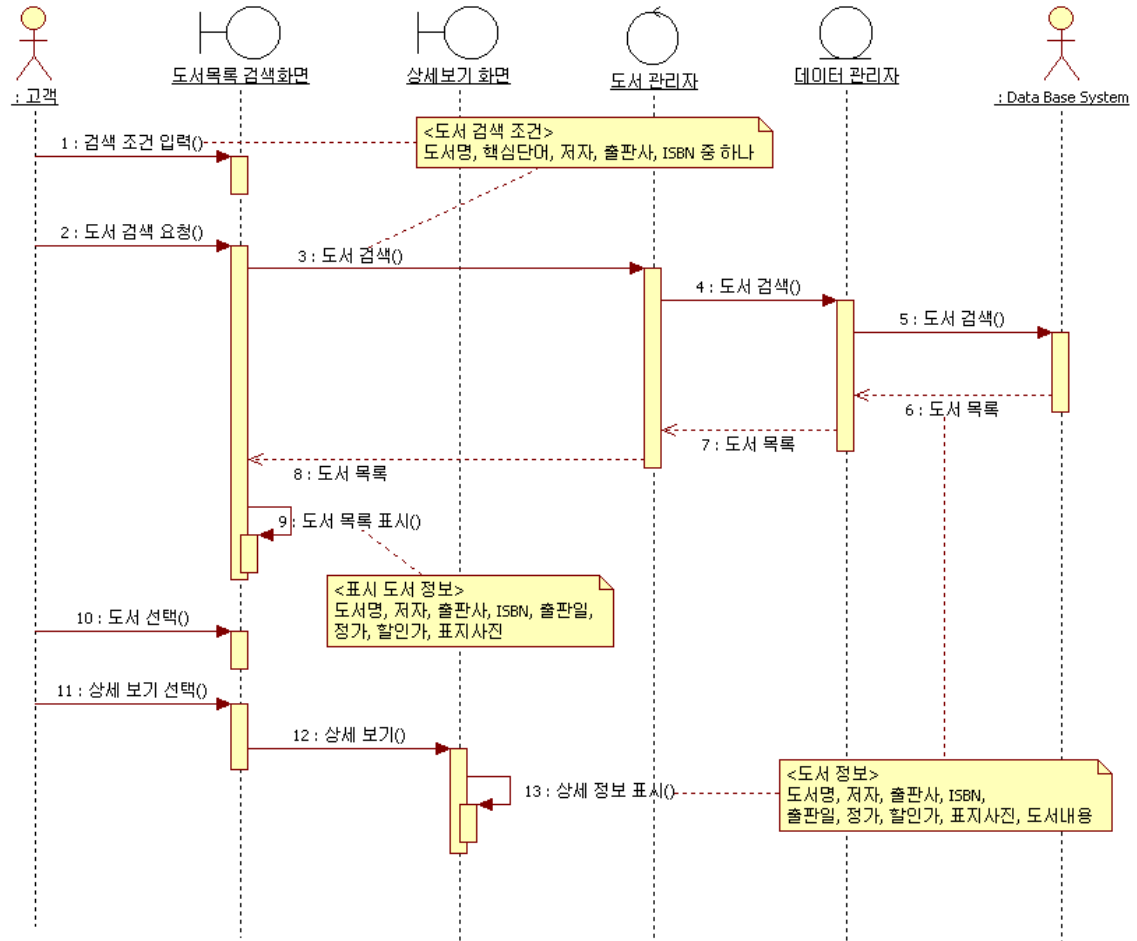 도서목록 검색화면
상세보기 화면
도서 관리자
데이터 관리자
: 고객
: Data Base System
1 : 검색 조건 입력()
<도서 검색 조건>
도서명, 핵심단어, 저자, 출판사, ISBN 중 하나
2 : 도서 검색 요청()
3 : 도서 검색()
4 : 도서 검색()
5 : 도서 검색()
6 : 도서 목록
7 : 도서 목록
8 : 도서 목록
9 : 도서 목록 표시()
<표시 도서 정보>
도서명, 저자, 출판사, ISBN, 출판일,
정가, 할인가, 표지사진
10 : 도서 선택()
11 : 상세 보기 선택()
12 : 상세 보기()
13 : 상세 정보 표시()
<도서 정보>
도서명, 저자, 출판사, ISBN,
출판일, 정가, 할인가, 표지사진, 도서내용